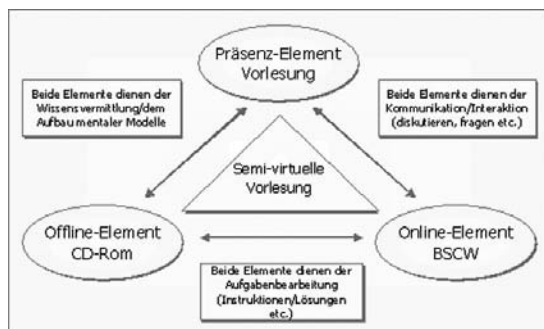 Präsenz-Element
Vorlesung
Beide Elemente dienen der
Wissensvermittlung/dem
Aufbau mentaler Modelle
Beide Elemente dienen der
Kommunikation/Interaktion
(diskutieren, fragen etc.)
Semi-virtuelle
Vorlesung
Offline-Element
CD-Rom
Online-Element
BSCW
Beide Elemente dienen der
Aufgabenbearbeitung
(Instruktionen/Lösungen
etc.)